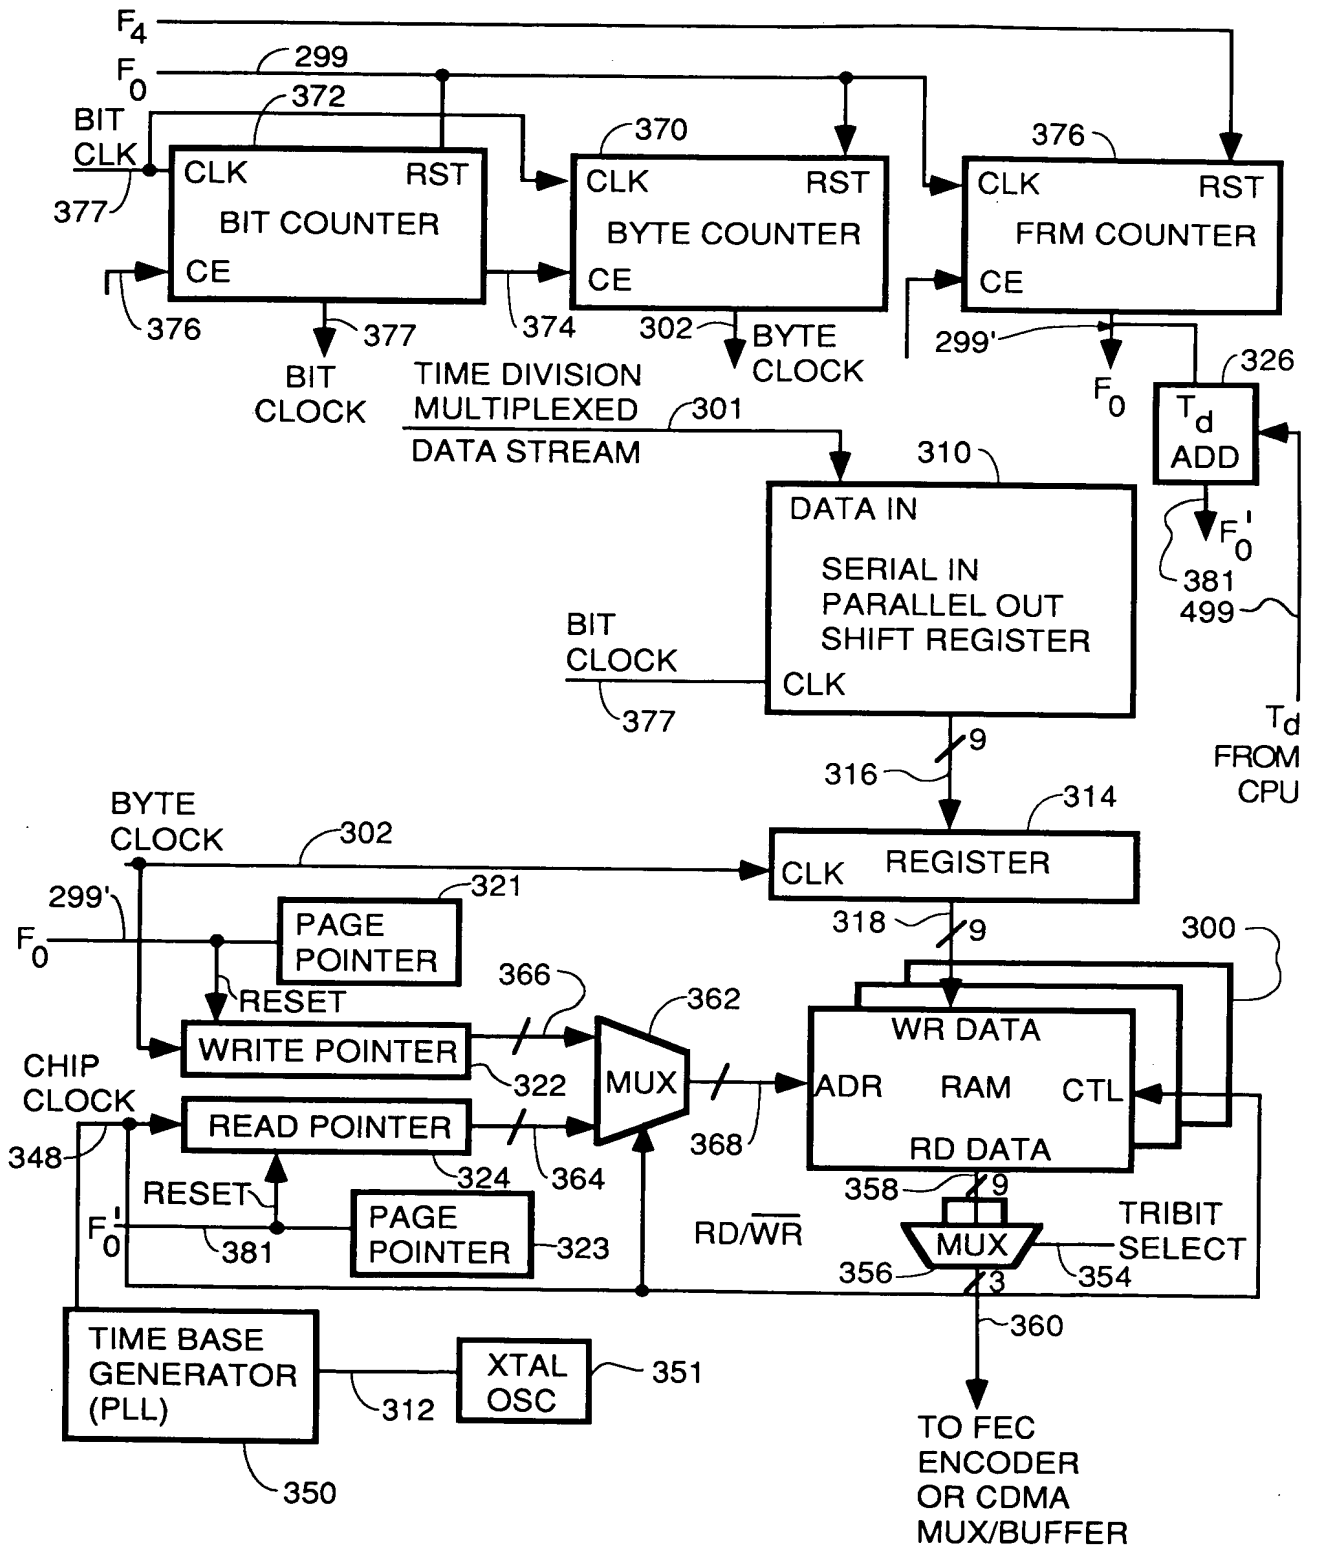 F4
F0
299
372
BIT
CLK
CLK
RST
BIT COUNTER
CE
377
376
377
BIT
CLOCK
374
370
CLK
RST
BYTE COUNTER
CE
302
BYTE
CLOCK
376
CLK
RST
FRM COUNTER
CE
299'
F0
326
Td
ADD
F0'
381
499
Td
FROM
CPU
TIME DIVISION
MULTIPLEXED
DATA STREAM
301
310
DATA IN
SERIAL IN
PARALLEL OUT
SHIFT REGISTER
CLK
BIT
CLOCK
377
9
316
314
REGISTER
CLK
BYTE
CLOCK
302
318
9
300
299'
F0
321
PAGE
POINTER
RESET
366
362
WRITE POINTER
322
MUX
CHIP
CLOCK
348
READ POINTER
324
364
368
RESET
F0'
381
PAGE
POINTER
323
WR DATA
ADR
RAM
CTL
RD DATA
358
9
RD/WR
MUX
356
3
TRIBIT
SELECT
354
360
TIME BASE
GENERATOR
(PLL)
350
312
XTAL
OSC
351
TO FEC
ENCODER
OR CDMA
MUX/BUFFER